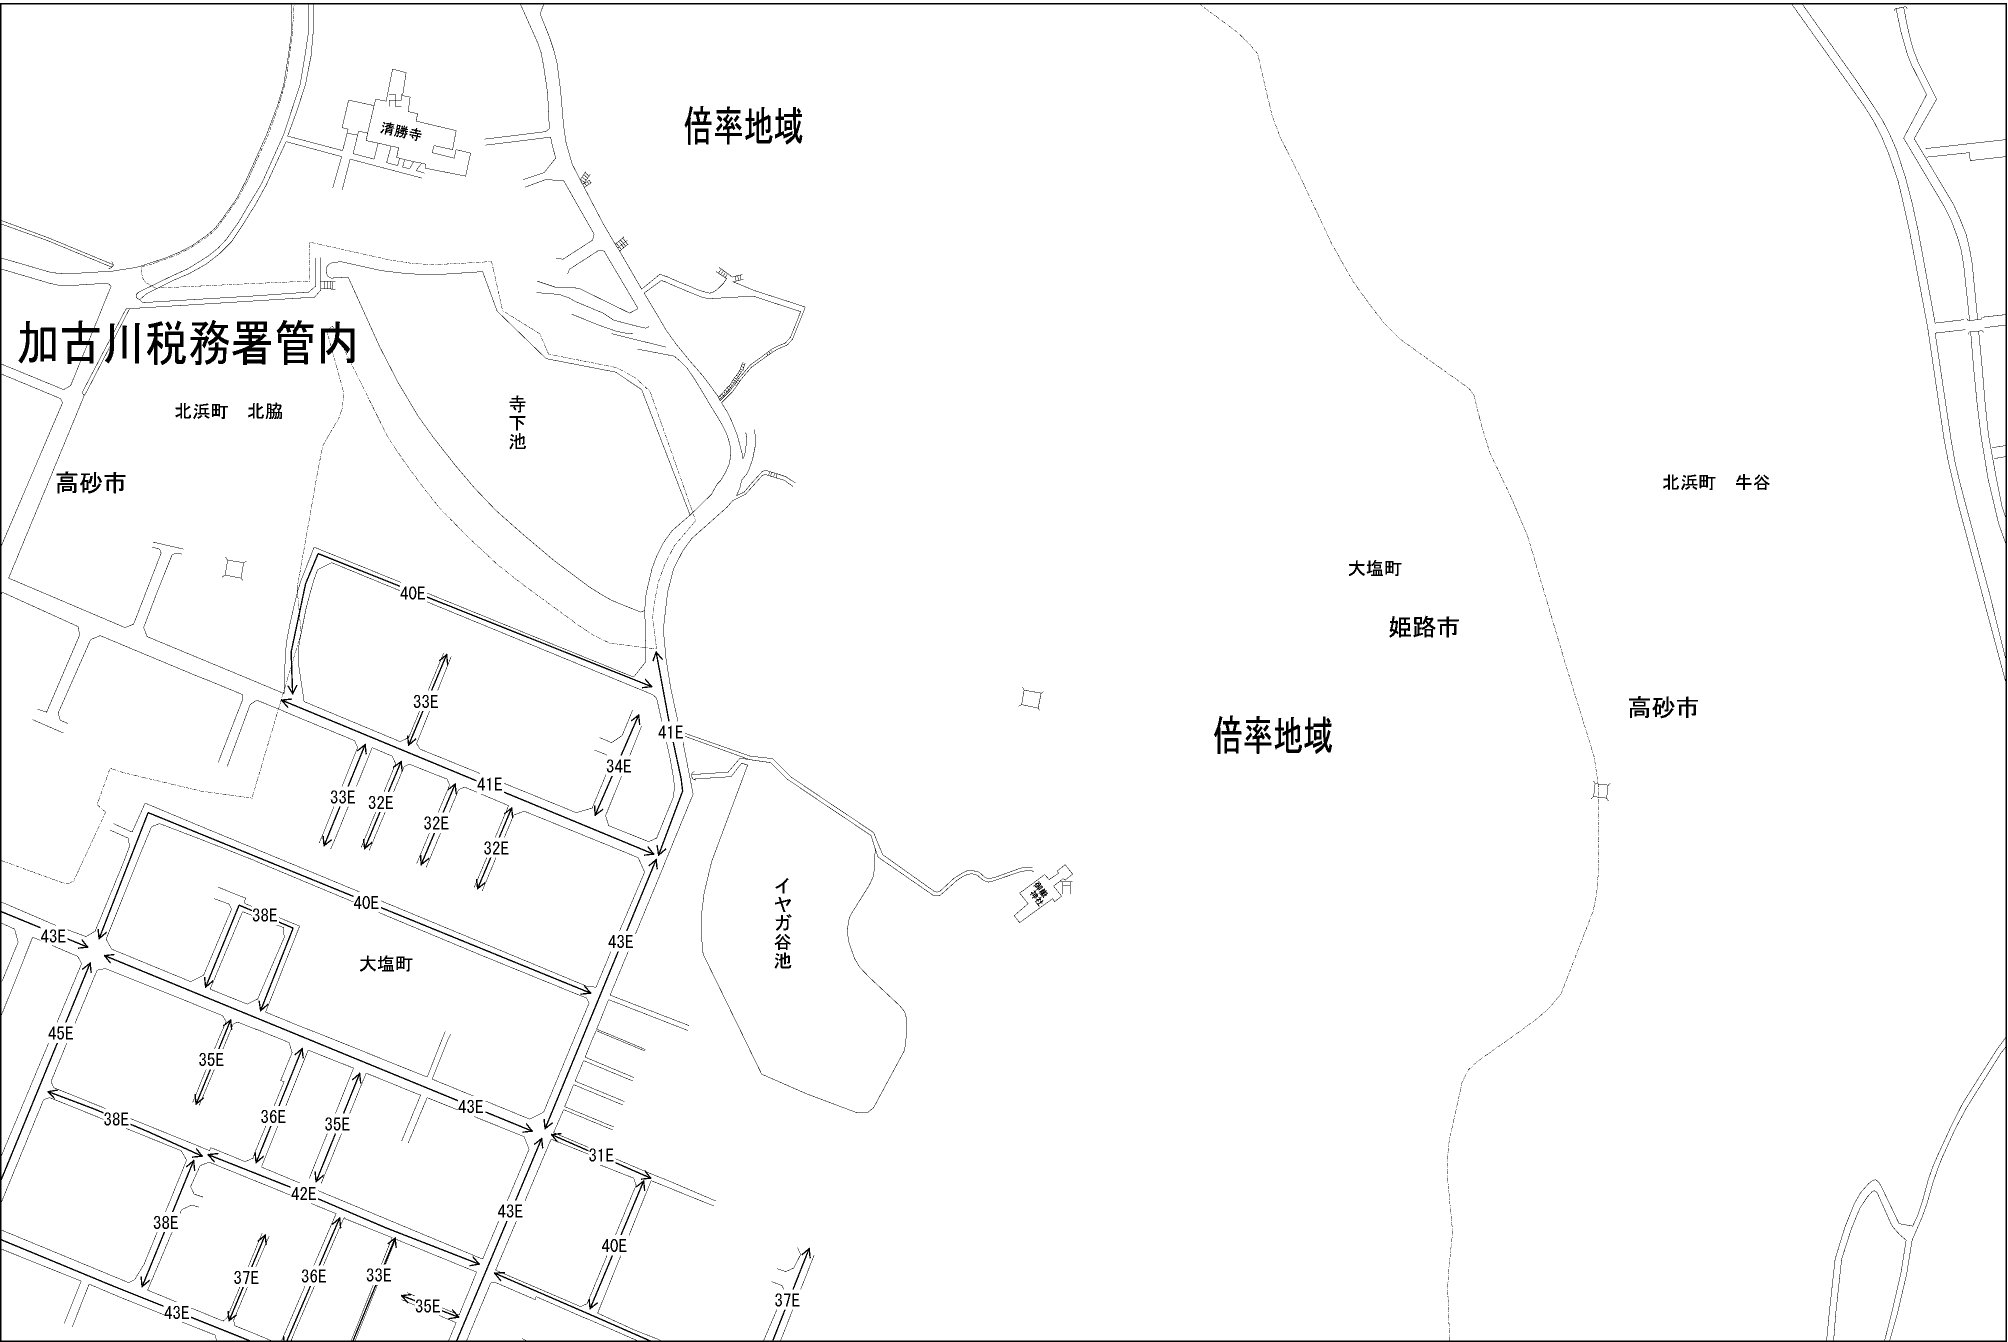 倍率地域
清勝寺
加古川税務署管内
北浜町　北脇
寺下池
高砂市
北浜町　牛谷
大塩町
姫路市
高砂市
倍率地域
40E
33E
41E
34E
41E
33E
32E
32E
32E
イヤガ谷池
40E
38E
43E
43E
大塩町
45E
35E
36E
35E
43E
38E
31E
42E
43E
38E
40E
37E
36E
33E
35E
37E
43E